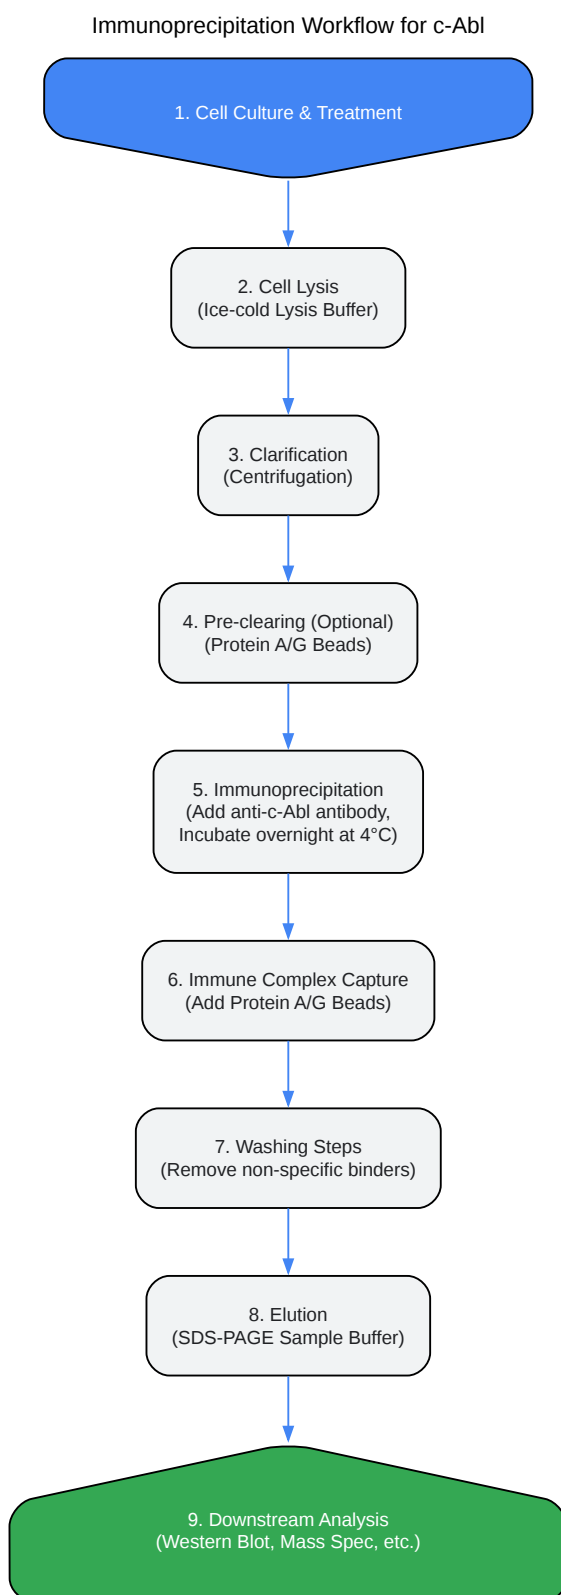 Immunoprecipitation Workflow for c-Abl
1. Cell Culture & Treatment
2. Cell Lysis
(Ice-cold Lysis Buffer)
3. Clarification
(Centrifugation)
4. Pre-clearing (Optional)
(Protein A/G Beads)
5. Immunoprecipitation
(Add anti-c-Abl antibody,
Incubate overnight at 4°C)
6. Immune Complex Capture
(Add Protein A/G Beads)
7. Washing Steps
(Remove non-specific binders)
8. Elution
(SDS-PAGE Sample Buffer)
9. Downstream Analysis
(Western Blot, Mass Spec, etc.)